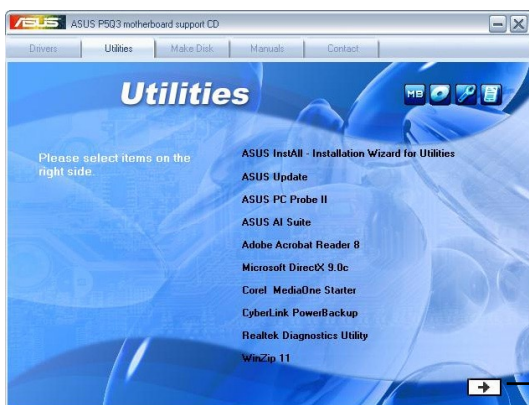 ASUS ASUS P5Q3 motherboard support CD
Drivers Utilities Make Disk Manuals Contact
Utilities
MB
Please select items on the
right side.
ASUS InstAll - Installation Wizard for Utilities
ASUS Update
ASUS PC Probe II
ASUS AI Suite
Adobe Acrobat Reader 8
Microsoft DirectX 9.0c
Corel MediaOne Starter
CyberLink PowerBackup
Realtek Diagnostics Utility
WinZip 11